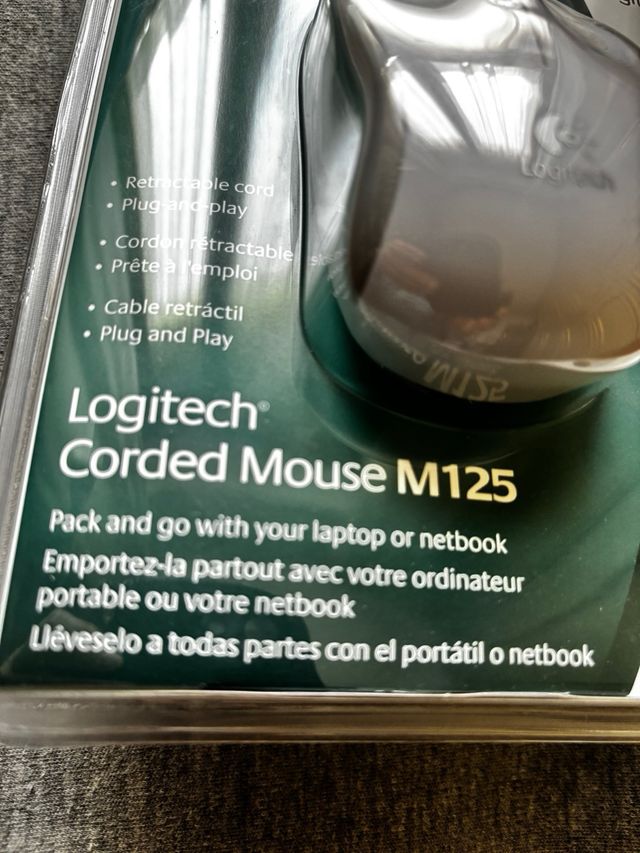 • Retractable cord
• Plug-and-play
• Cordon rétractable
• Prête à l'emploi
• Cable retráctil
• Plug and Play
Logitech
Logitech®
Corded Mouse M125
Pack and go with your laptop or netbook
Emportez-la partout avec votre ordinateur
portable ou votre netbook
Lléveselo a todas partes con el portátil o netbook